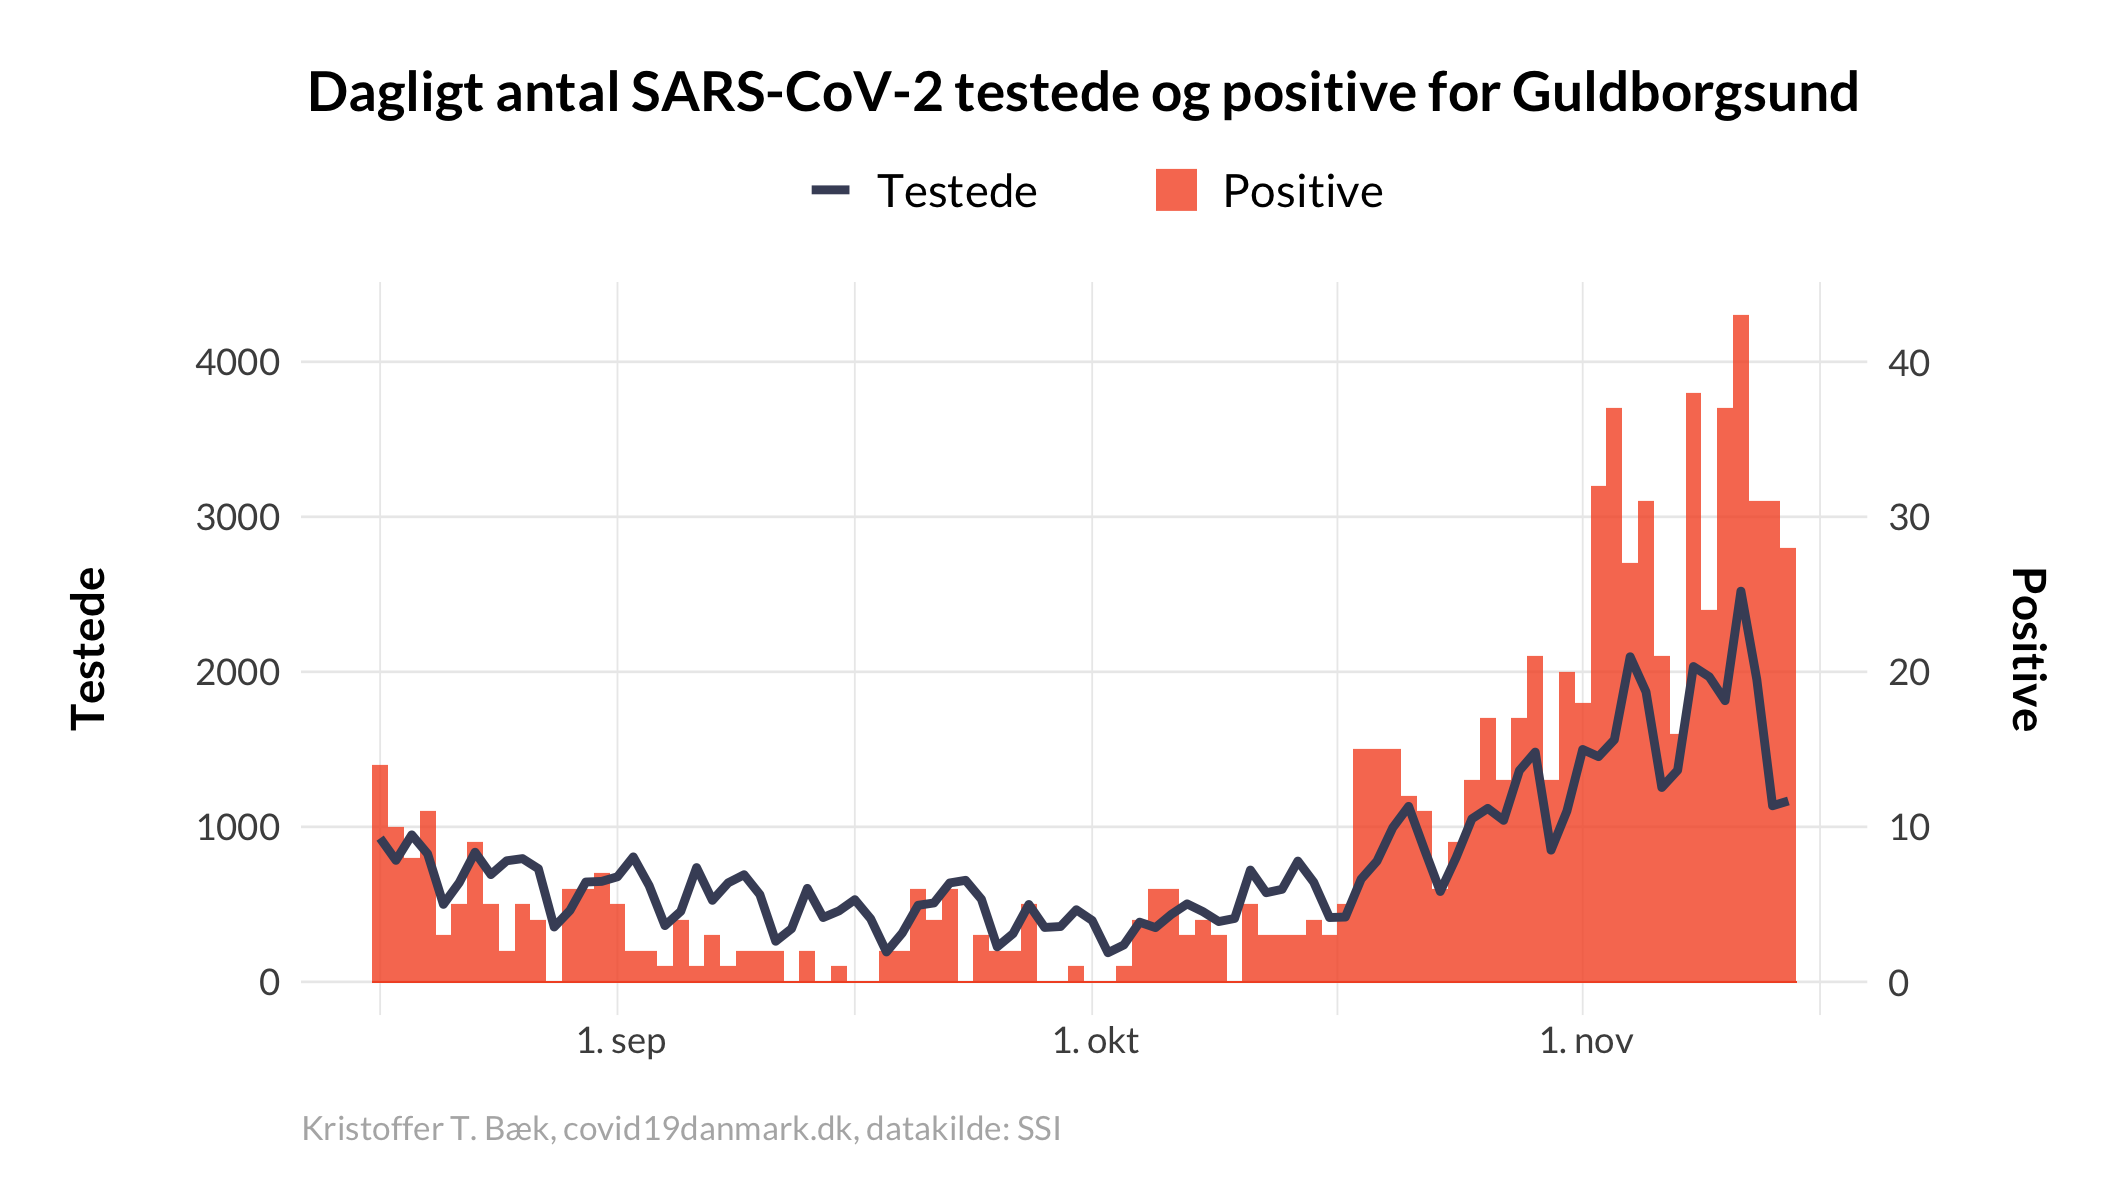 Dagligt antal SARS-CoV-2 testede og positive for Guldborgsund
Testede
Positive
4000
3000
2000
1000
0
40
30
20
10
0
Testede
Positive
1. sep
1. okt
1. nov
Kristoffer T. Bæk, covid19danmark.dk, datakilde: SSI